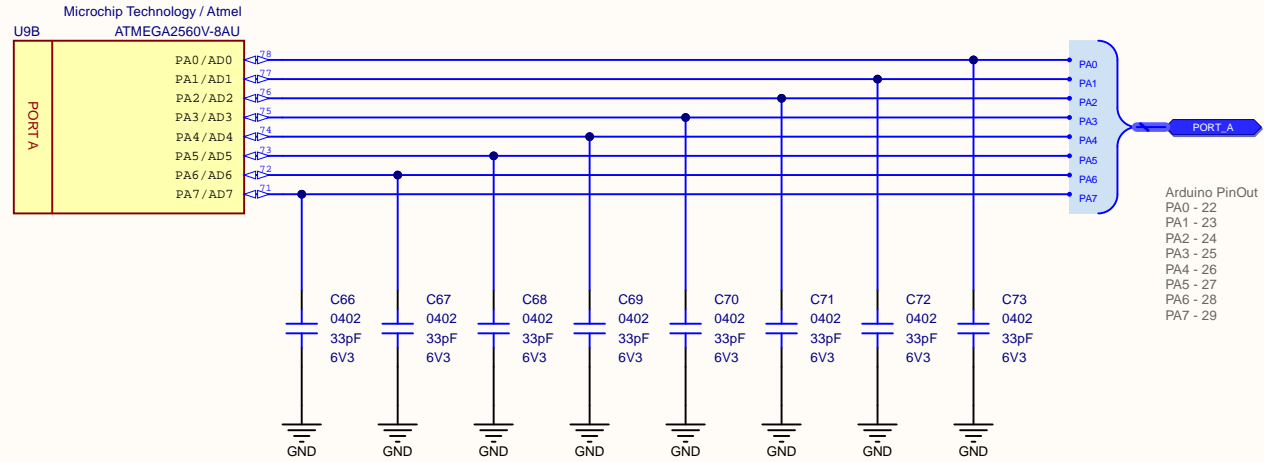 Microchip Technology / Atmel
U9B ATMEGA2560V-8AU
PORT A
PA0/AD0 78 PA0
PA1/AD1 77 PA1
PA2/AD2 76 PA2
PA3/AD3 75 PA3
PA4/AD4 74 PA4
PA5/AD5 73 PA5
PA6/AD6 72 PA6
PA7/AD7 71 PA7
PORT_A
Arduino PinOut
PA0 - 22
PA1 - 23
PA2 - 24
PA3 - 25
PA4 - 26
PA5 - 27
PA6 - 28
PA7 - 29
C66 C67 C68 C69 C70 C71 C72 C73
0402 0402 0402 0402 0402 0402 0402 0402
33pF 33pF 33pF 33pF 33pF 33pF 33pF 33pF
6V3 6V3 6V3 6V3 6V3 6V3 6V3 6V3
GND GND GND GND GND GND GND GND